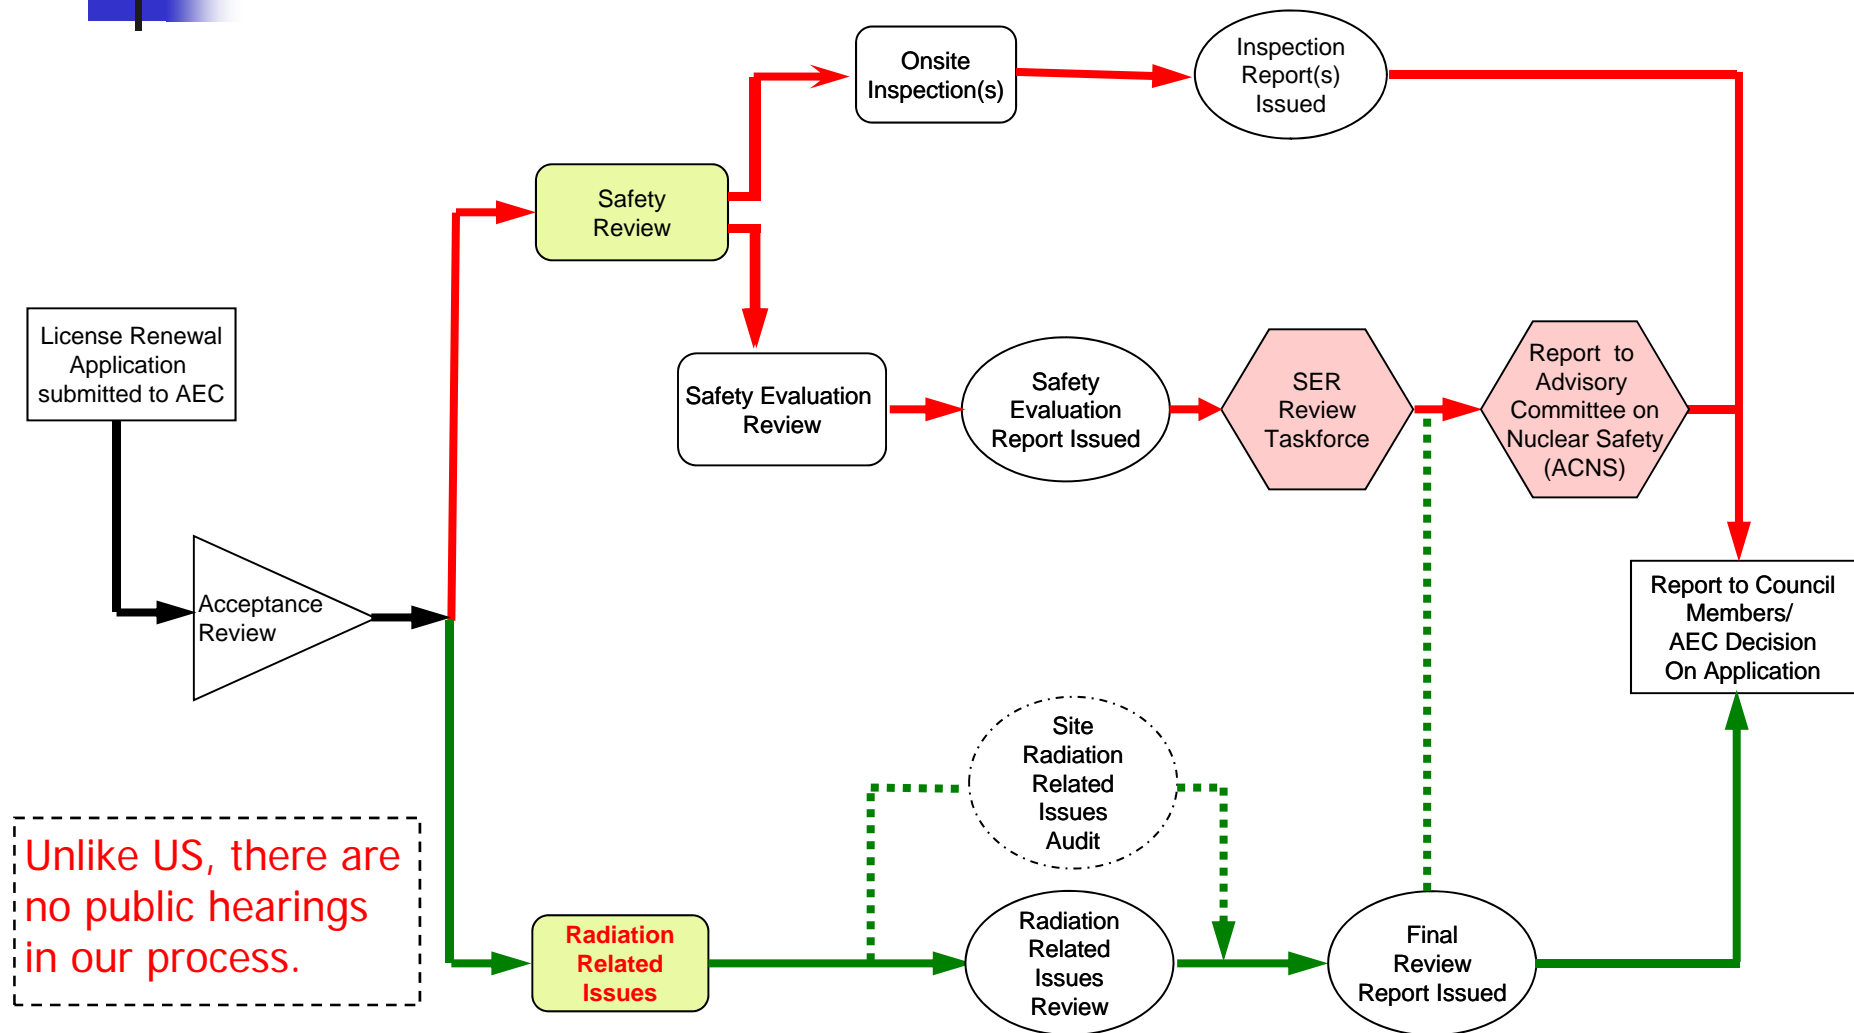 Onsite
Inspection(s)
Inspection
Report(s)
Issued
Safety
Review
License Renewal
Application
submitted to AEC
Safety Evaluation
Review
Safety
Evaluation
Report Issued
SER
Review
Taskforce
Report to
Advisory
Committee on
Nuclear Safety
(ACNS)
Acceptance
Review
Report to Council
Members/
AEC Decision
On Application
Site
Radiation
Related
Issues
Audit
Unlike US, there are
no public hearings
in our process.
Radiation
Related
Issues
Radiation
Related
Issues
Review
Final
Review
Report Issued